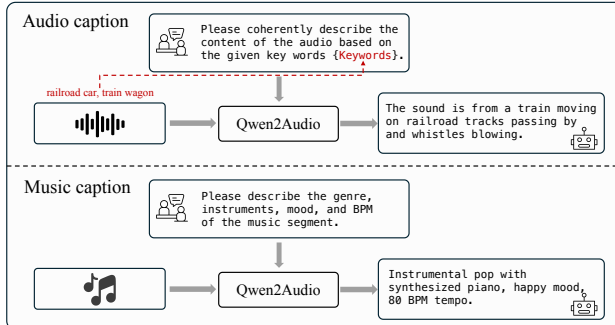 Audio caption
Please coherently describe the
content of the audio based on
the given key words {Keywords}.
railroad car, train wagon
Qwen2Audio
The sound is from a train moving
on railroad tracks passing by
and whistles blowing.
Music caption
Please describe the genre,
instruments, mood, and BPM
of the music segment.
Qwen2Audio
Instrumental pop with
synthesized piano, happy mood,
80 BPM tempo.